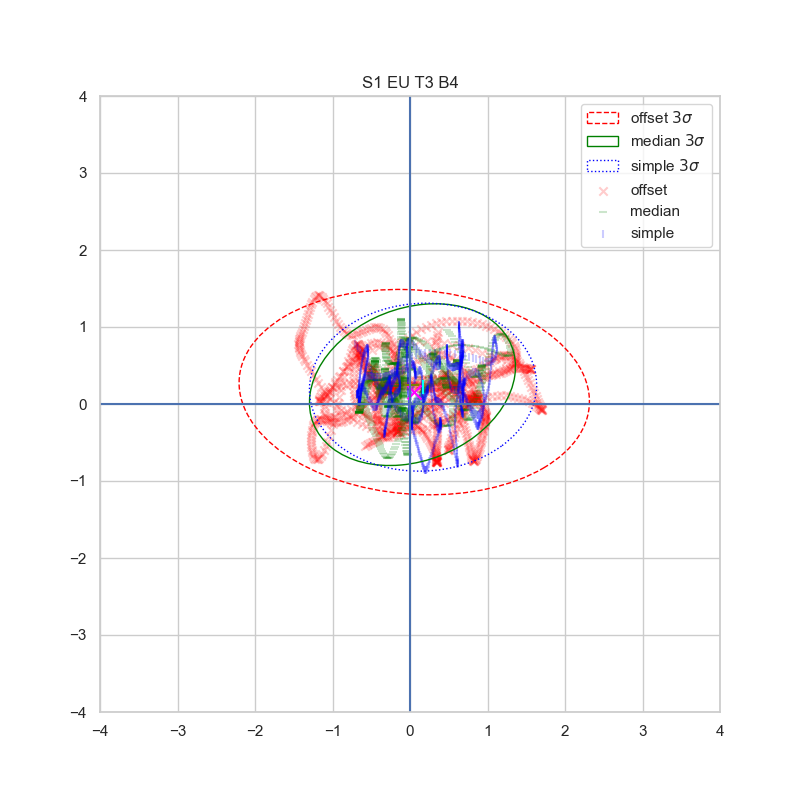 S1 EU T3 B4
offset 3σ
median 3σ
simple 3σ
offset
median
simple
4
3
2
1
0
−1
−2
−3
−4
−4
−3
−2
−1
0
1
2
3
4